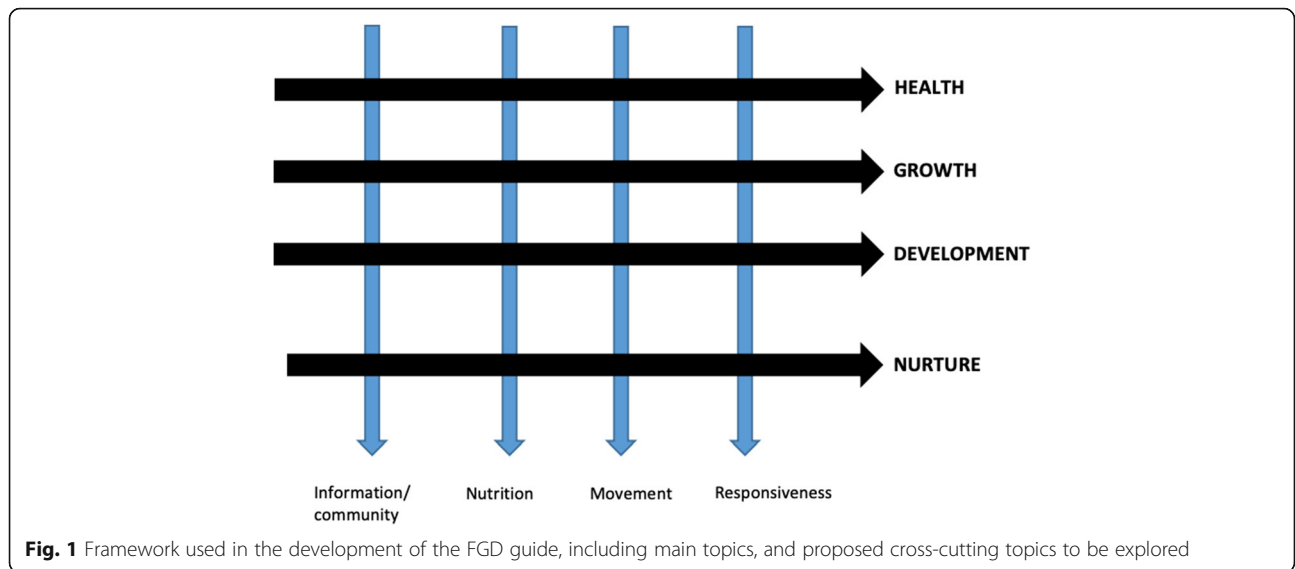 HEALTH
GROWTH
DEVELOPMENT
NURTURE
Information/
community
Nutrition
Movement
Responsiveness
Fig. 1 Framework used in the development of the FGD guide, including main topics, and proposed cross-cutting topics to be explored